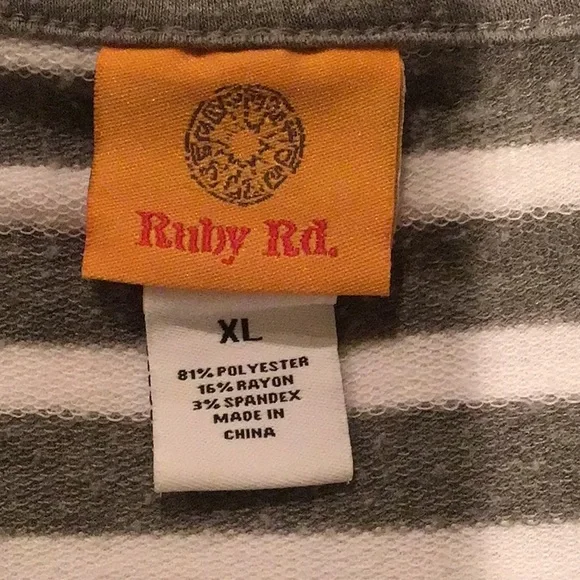 Ruby Rd.
XL
81% POLYESTER
16% RAYON
3% SPANDEX
MADE IN
CHINA